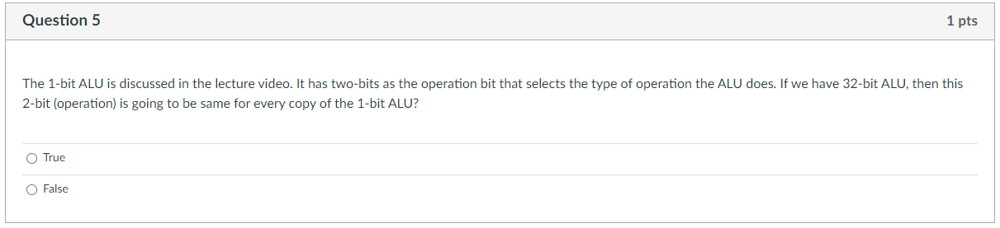 Question 5
1 pts
The 1-bit ALU is discussed in the lecture video. It has two-bits as the operation bit that selects the type of operation the ALU does. If we have 32-bit ALU, then this
2-bit (operation) is going to be same for every copy of the 1-bit ALU?
True
False